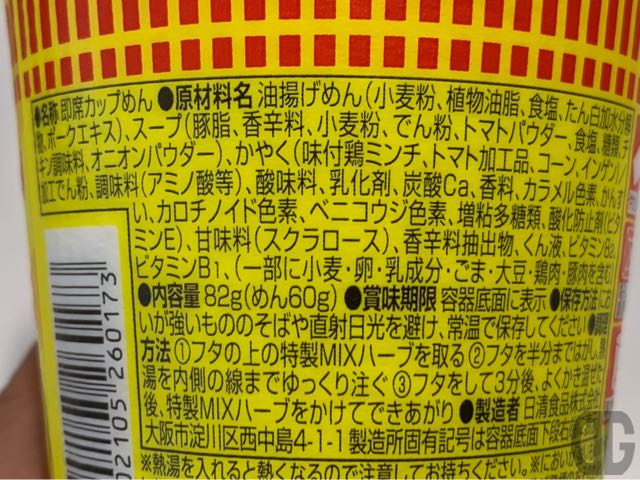 ●名称 即席カップめん ●原材料名 油揚げめん(小麦粉、植物油脂、食塩、たん白加水分解
物、ポークエキス)、スープ(豚脂、香辛料、小麦粉、でん粉、トマトパウダー、食塩、糖類、チ
キン調味料、オニオンパウダー)、かやく(味付鶏ミンチ、トマト加工品、コーン、インゲン)/
加工でん粉、調味料(アミノ酸等)、酸味料、乳化剤、炭酸Ca、香料、カラメル色素、かんす
い、カロチノイド色素、ベニコウジ色素、増粘多糖類、酸化防止剤(ビタ
ミンE)、甘味料(スクラロース)、香辛料抽出物、くん液、ビタミンB2、
ビタミンB1、(一部に小麦・卵・乳成分・ごま・大豆・鶏肉・豚肉を含む)
●内容量 82g(めん60g) ●賞味期限 容器底面に表示 ●保存方法 にお
いが強いもののそばや直射日光を避け、常温で保存してください ●調理
方法 ①フタの上の特製MIXハーブを取る ②フタを半分まではがし、熱
湯を内側の線までゆっくり注ぐ ③フタをして3分後、よくかき混ぜた
後、特製MIXハーブをかけてできあがり ●製造者 日清食品株式
大阪市淀川区西中島4-1-1 製造所固有記号は容器底面下段右
※熱湯を入れると熱くなるので注意してお持ちください。※におい
02105 260173